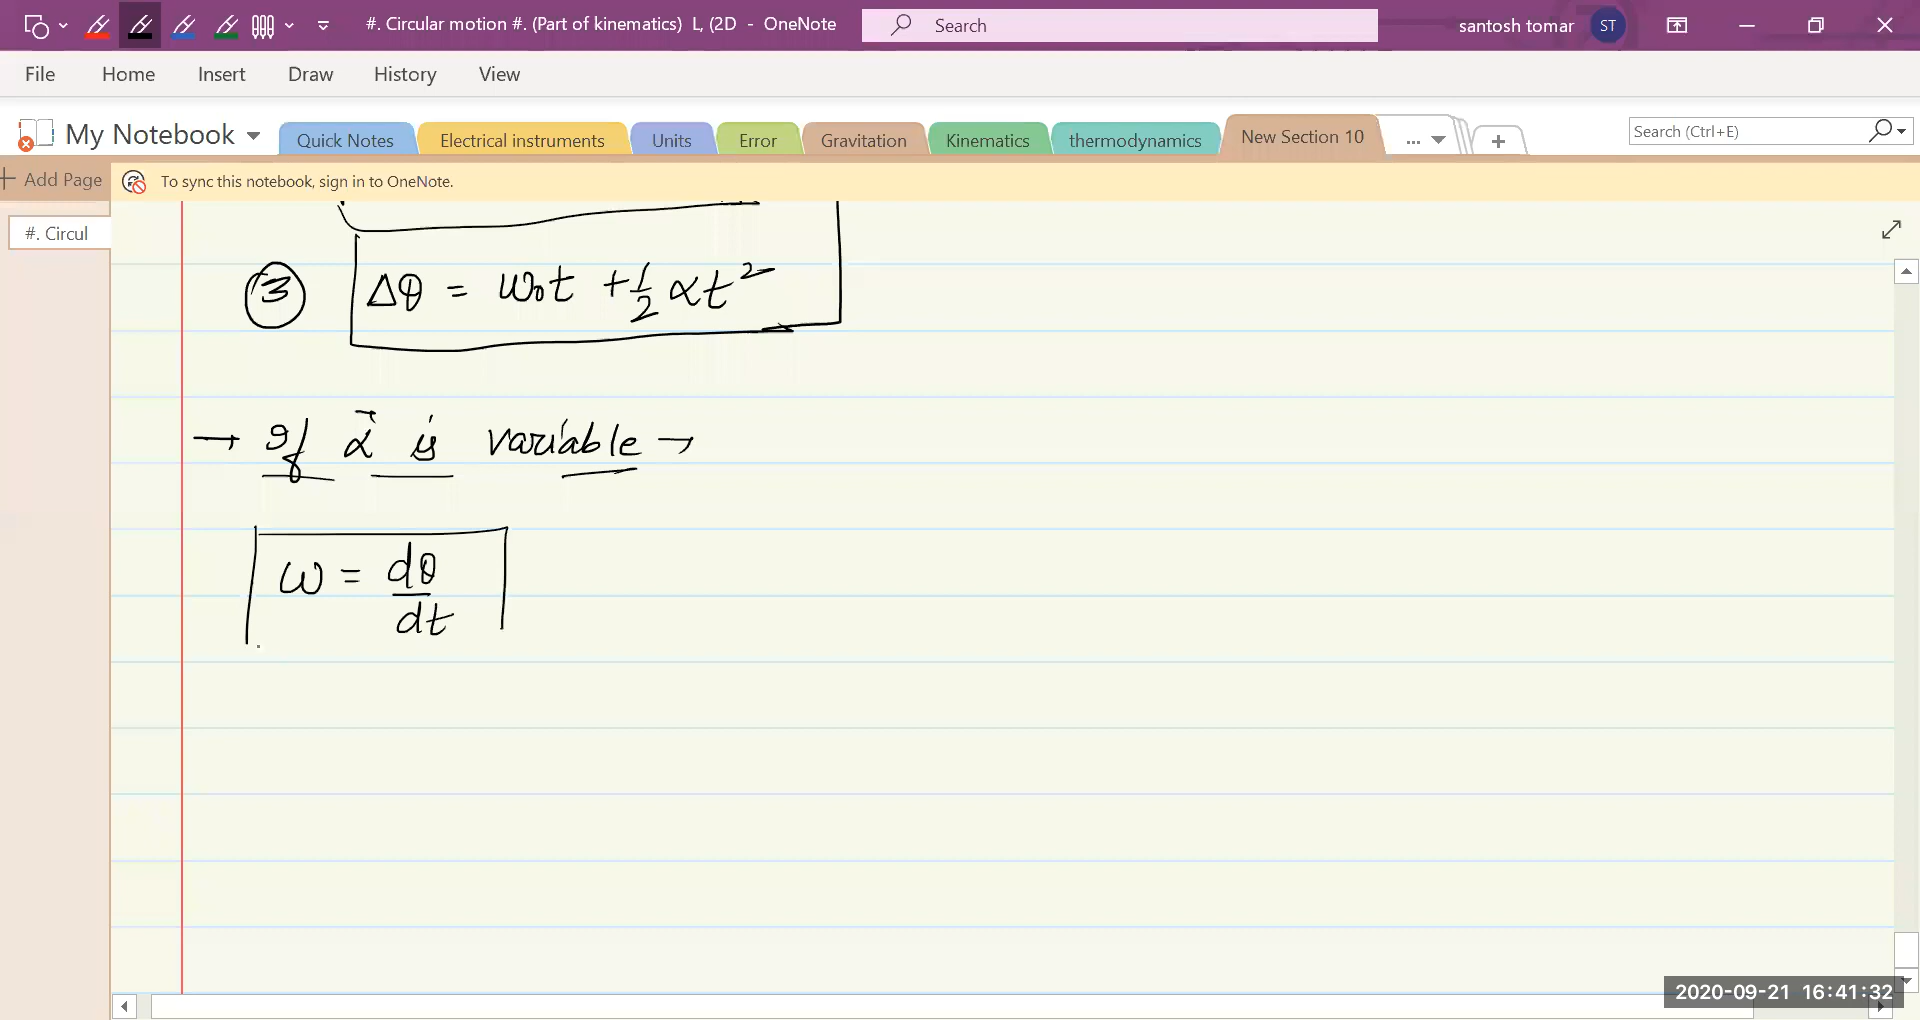 #. Circular motion #. (Part of kinematics) L, (2D - OneNote
Search
santosh tomar ST
File Home Insert Draw History View
My Notebook
Quick Notes Electrical instruments Units Error Gravitation Kinematics thermodynamics New Section 10 ... +
Search (Ctrl+E)
+ Add Page
To sync this notebook, sign in to OneNote.
#. Circul
③ Δθ = ω₀t + 1/2 αt²
→ If α⃗ is variable →
ω = dθ/dt
2020-09-21 16:41:32